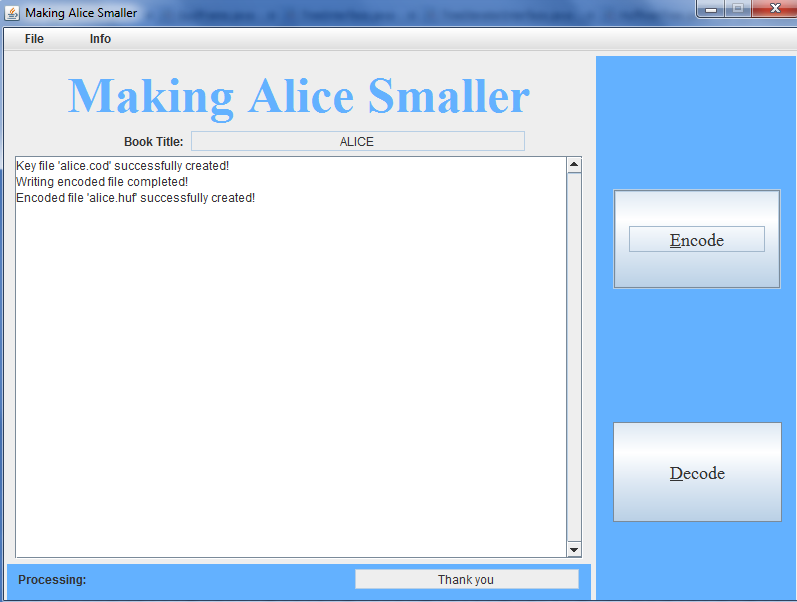 Making Alice Smaller
File Info
Making Alice Smaller
Book Title: ALICE
Key file 'alice.cod' successfully created!
Writing encoded file completed!
Encoded file 'alice.huf' successfully created!
Encode
Decode
Processing: Thank you